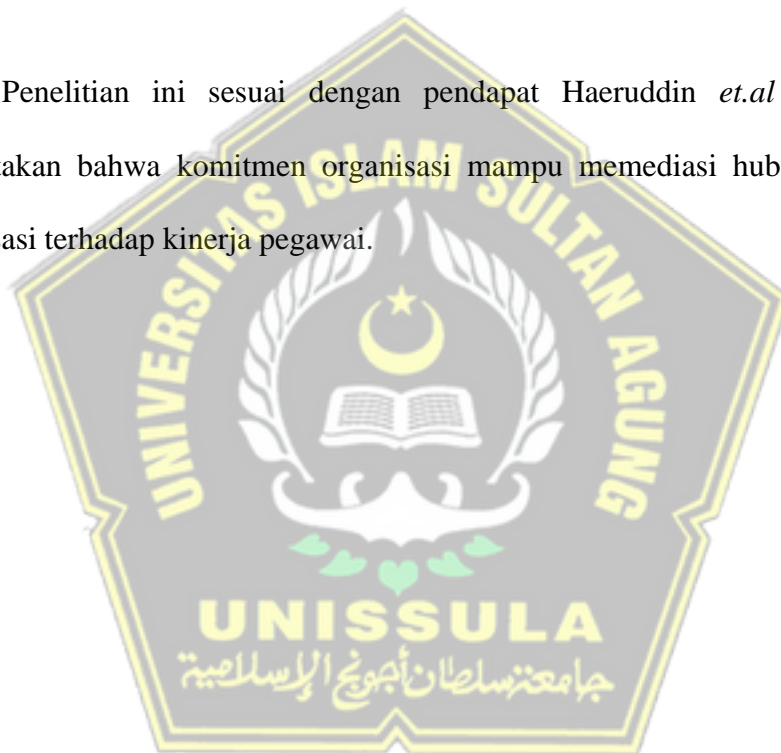 Penelitian ini sesuai dengan pendapat Haeruddin et.al
takan bahwa komitmen organisasi mampu memediasi hub
asi terhadap kinerja pegawai.
UNIVERSITAS ISLAM SULTAN AGUNG
UNISSULA
جامعة سلطان أجونج الإسلامية